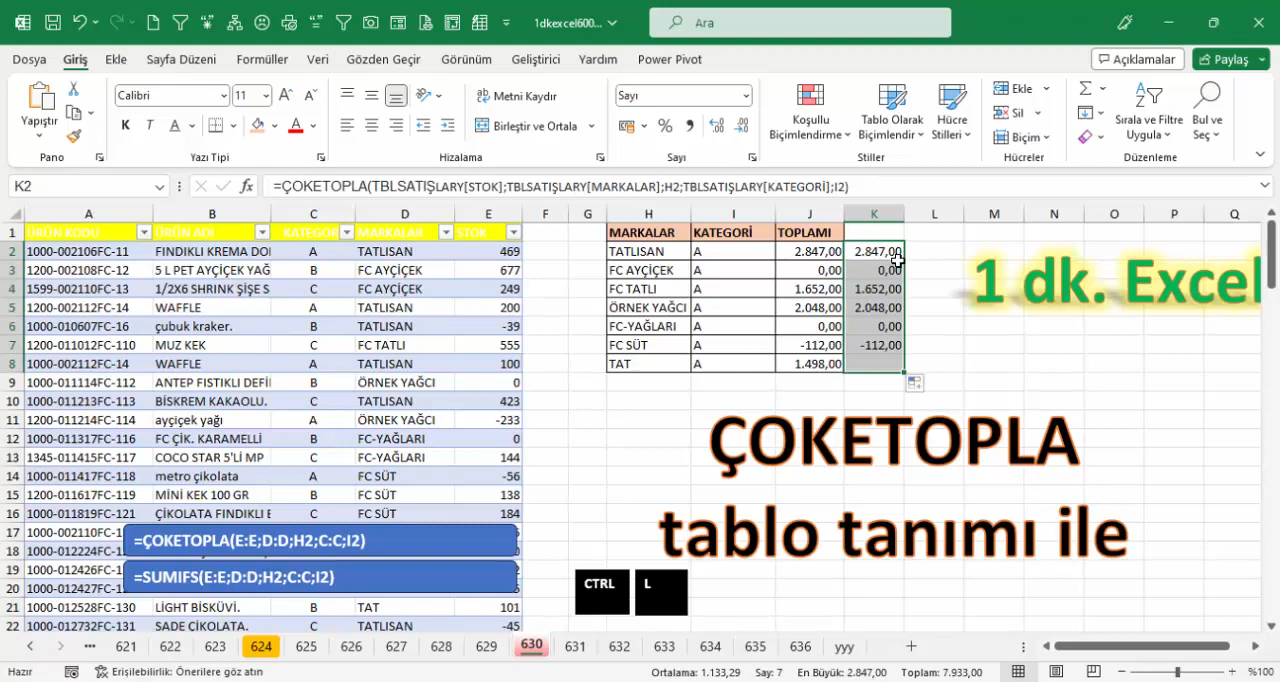 1dkexcel600...
Ara
Dosya Giriş Ekle Sayfa Düzeni Formüller Veri Gözden Geçir Görünüm Geliştirici Yardım Power Pivot Açıklamalar Paylaş
Yapıştır Calibri 11 Metni Kaydır Sayı Koşullu Biçimlendirme Tablo Olarak Biçimlendir Hücre Stilleri Ekle Sırala ve Filtre Uygula Bul ve Seç
K T A Birleştir ve Ortala Sil
Biçim
Pano Yazı Tipi Hizalama Sayı Stiller Hücreler Düzenleme
K2 fx =ÇOKETOPLA(TBLSATIŞLARY[STOK];TBLSATIŞLARY[MARKALAR];H2;TBLSATIŞLARY[KATEGORİ];I2)
A B C D E F G H I J K L M N O P Q
1 ÜRÜN KODU ÜRÜN ADI KATEGOR MARKALAR STOK MARKALAR KATEGORİ TOPLAMI
2 1000-002106FC-11 FINDIKLI KREMA DO A TATLISAN 469 TATLISAN A 2.847,00 2.847,00
3 1200-002108FC-12 5 L PET AYÇİÇEK YAĞ B FC AYÇİÇEK 677 FC AYÇİÇEK A 0,00 0,00
4 1599-002110FC-13 1/2X6 SHRINK ŞİŞE S C FC AYÇİÇEK 249 FC TATLI A 1.652,00 1.652,00
5 1200-002112FC-14 WAFFLE A TATLISAN 200 ÖRNEK YAĞCI A 2.048,00 2.048,00
6 1000-010607FC-16 çubuk kraker. B TATLISAN -39 FC-YAĞLARI A 0,00 0,00
7 1200-011012FC-110 MUZ KEK C FC TATLI 555 FC SÜT A -112,00 -112,00
8 1000-002112FC-14 WAFFLE A TATLISAN 100 TAT A 1.498,00
9 1000-011114FC-112 ANTEP FISTIKLI DEFİ B ÖRNEK YAĞCI 0
10 1000-011213FC-113 BİSKREM KAKAOLU. C TATLISAN 423
11 1200-011214FC-114 ayçiçek yağı A ÖRNEK YAĞCI -233
12 1000-011317FC-116 FC ÇİK. KARAMELLİ B FC-YAĞLARI 0
13 1345-011415FC-117 COCO STAR 5'Lİ MP C FC-YAĞLARI 144
14 1000-011417FC-118 metro çikolata A FC SÜT -56
15 1200-011617FC-119 MİNİ KEK 100 GR B FC SÜT 138
16 1000-011819FC-121 ÇİKOLATA FINDIKLI B C FC SÜT 184
17 1000-002110FC-1
18 1000-012224FC-1
19 1000-012426FC-1
20 1000-012427FC-1
21 1000-012528FC-130 LİGHT BİSKÜVİ. B TAT 101
22 1000-012732FC-131 SADE ÇİKOLATA. C TATLISAN -45
=ÇOKETOPLA(E:E;D:D;H2;C:C;I2)
=SUMIFS(E:E;D:D;H2;C:C;I2)
1 dk. Excel
ÇOKETOPLA
tablo tanımı ile
CTRL L
621 622 623 624 625 626 627 628 629 630 631 632 633 634 635 636 yyy
Hazır Erişilebilirlik: Önerilere göz atın Ortalama: 1.133,29 Say: 7 En Büyük: 2.847,00 Toplam: 7.933,00 %100